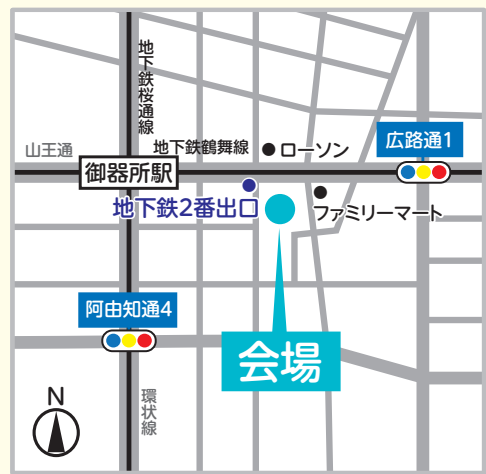 地下鉄桜通線
山王通
地下鉄鶴舞線
ローソン
広路通1
御器所駅
地下鉄2番出口
ファミリーマート
阿由知通4
会場
環状線
N